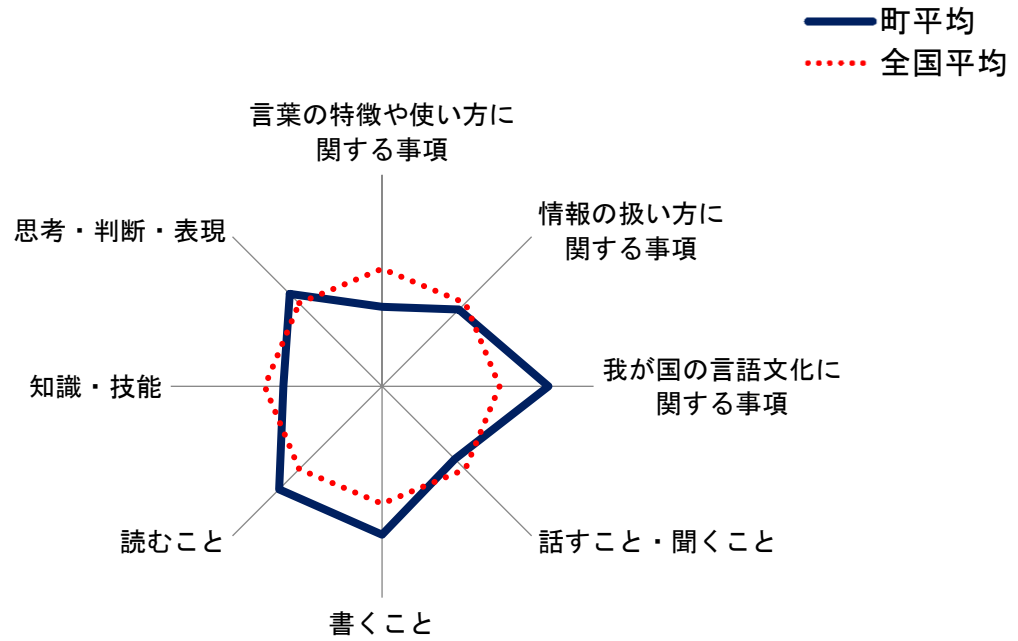 町平均
全国平均
言葉の特徴や使い方に
関する事項
情報の扱い方に
関する事項
我が国の言語文化に
関する事項
話すこと・聞くこと
書くこと
読むこと
知識・技能
思考・判断・表現